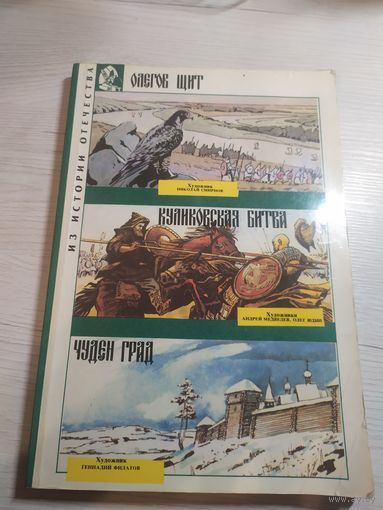 ИЗ ИСТОРИИ ОТЕЧЕСТВА
ОЛЕГОВ ЩИТ
Художник
НИКОЛАЙ СМИРНОВ
КУЛИКОВСКАЯ БИТВА
Художники
АНДРЕЙ МЕДВЕДЕВ, ОЛЕГ ЮДИН
ЧУДЕН ГРАД
Художник
ГЕННАДИЙ ФИЛАТОВ